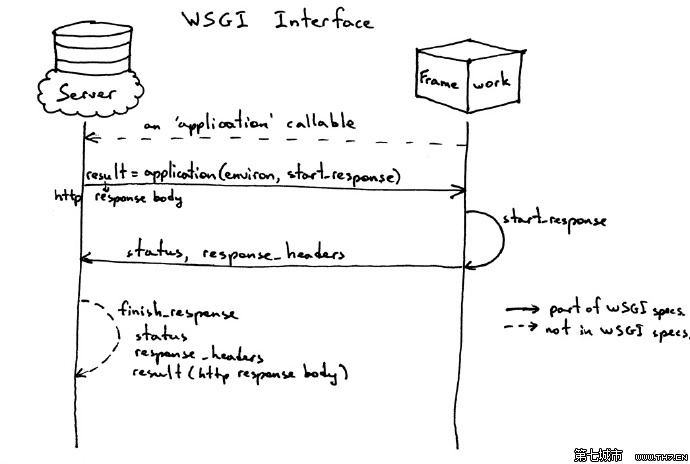 WSGI Interface
Server
Frame work
an 'application' callable
result = application(environ, start_response)
http response body
start_response
status, response_headers
finish_response
status
response_headers
result (http response body)
part of WSGI specs.
not in WSGI specs.
第七城市 WWW.TH7.CN